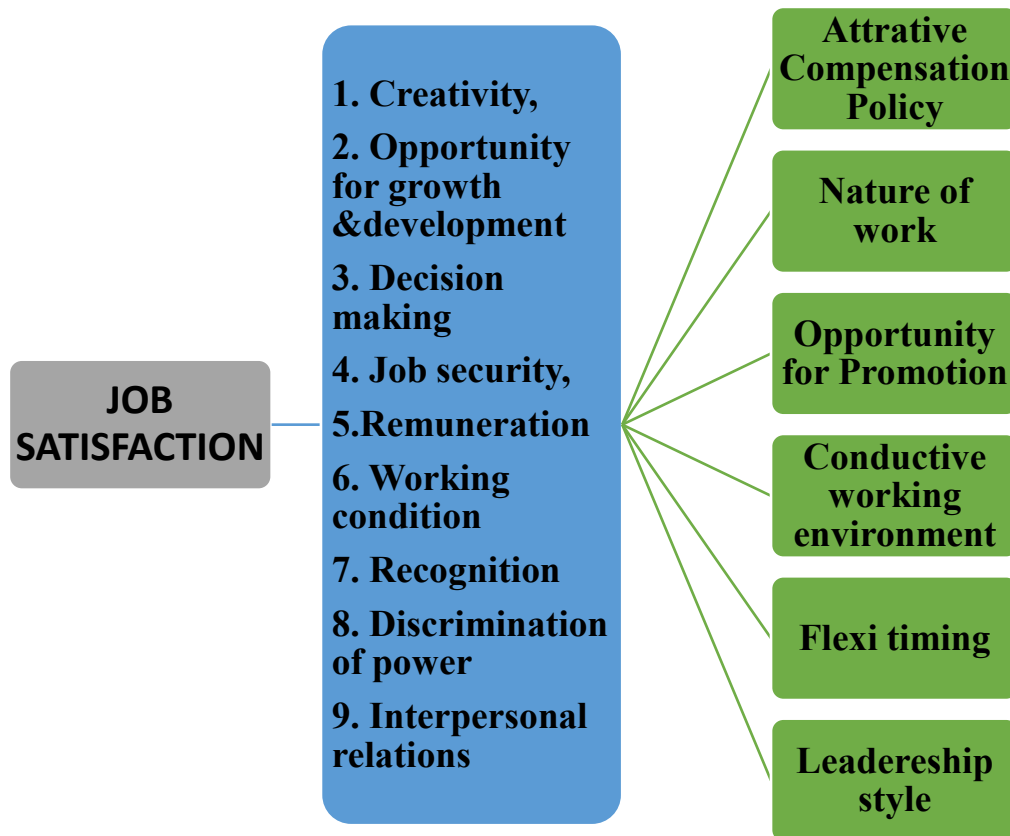 JOB
SATISFACTION
1. Creativity,
2. Opportunity
for growth
&development
3. Decision
making
4. Job security,
5.Remuneration
6. Working
condition
7. Recognition
8. Discrimination
of power
9. Interpersonal
relations
Attrative
Compensation
Policy
Nature of
work
Opportunity
for Promotion
Conductive
working
environment
Flexi timing
Leadereship
style